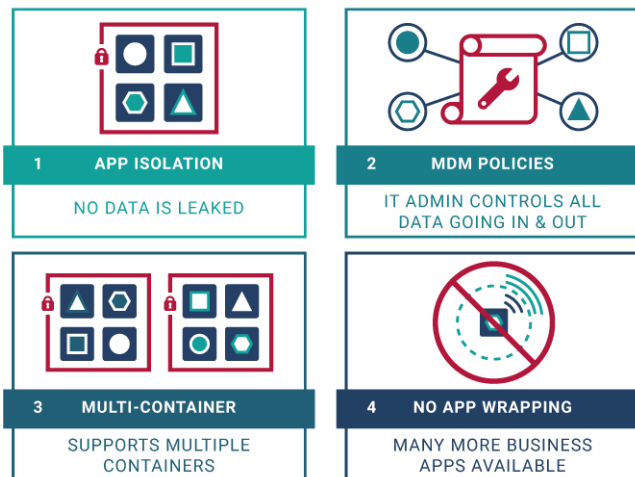 1 APP ISOLATION
NO DATA IS LEAKED
2 MDM POLICIES
IT ADMIN CONTROLS ALL
DATA GOING IN & OUT
3 MULTI-CONTAINER
SUPPORTS MULTIPLE
CONTAINERS
4 NO APP WRAPPING
MANY MORE BUSINESS
APPS AVAILABLE